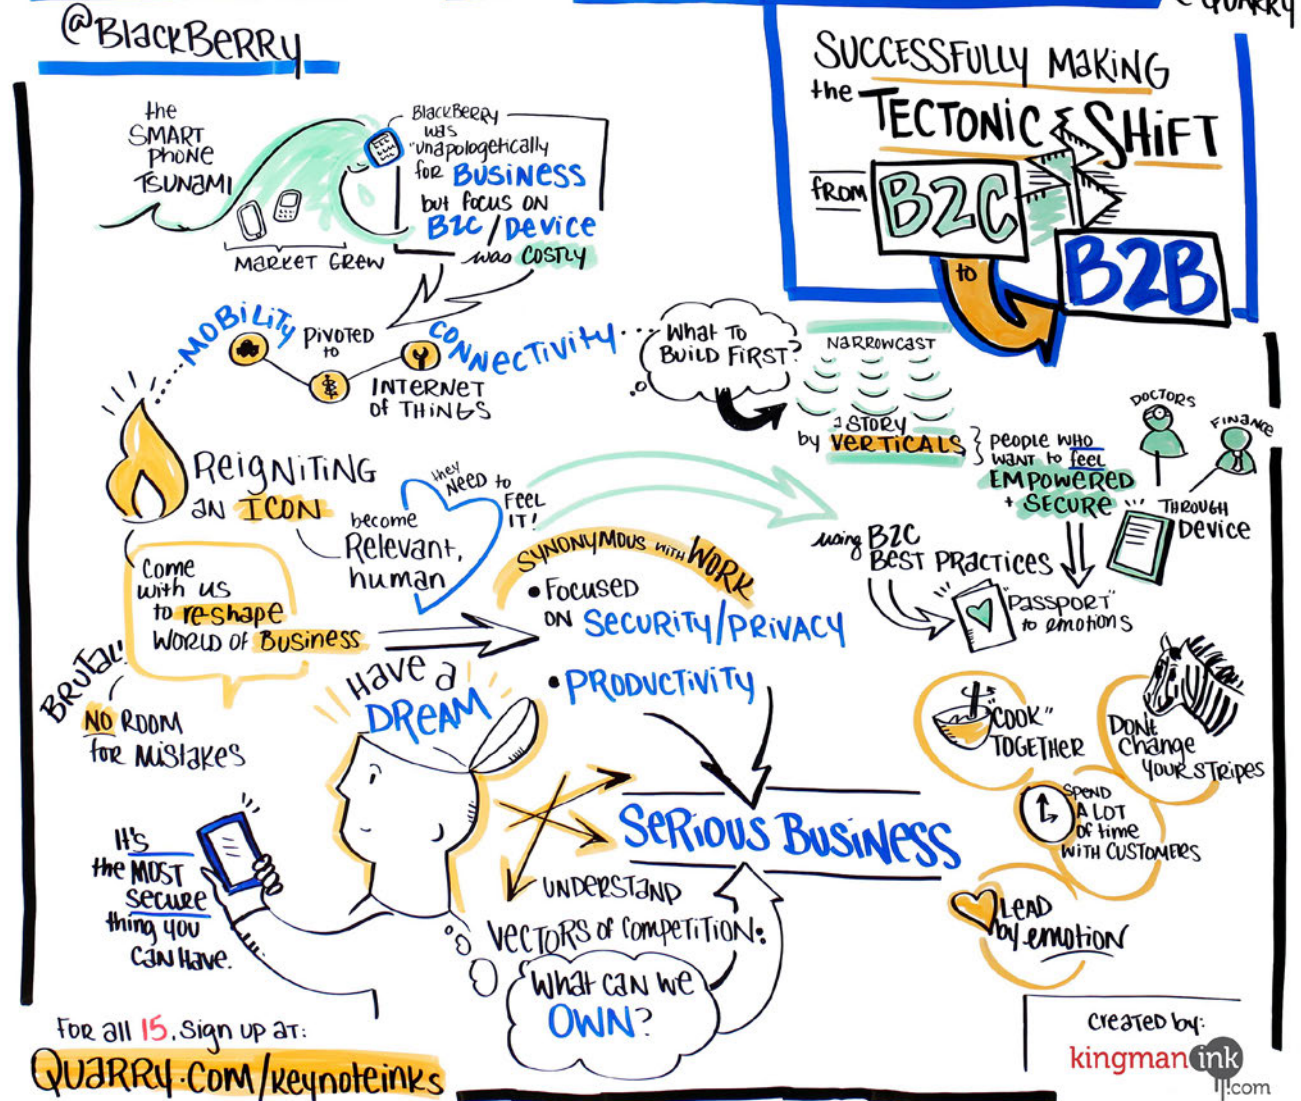 @BlackBerry
QUARRY
SUCCESSFULLY MAKING
the TECTONIC SHIFT
FROM B2C
to
B2B
the
SMART
PHONE
TSUNAMI
MARKET GREW
BlackBerry
was
"unapologetically
for BUSINESS
but focus on
B2C/Device
was COSTLY
MOBILITY
PIVOTED
to
CONNECTIVITY...
INTERNET
of THINGS
What To
BUILD FIRST?
NARROWCAST
a STORY
by VERTICALS
PEOPLE WHO
WANT to feel
EMPOWERED
+ SECURE
DOCTORS
FINANCE
THROUGH
Device
REIGNITING
an ICON
become
Relevant,
human
they
NEED to
FEEL
IT!
using B2C
BEST PRACTICES
"PASSPORT"
to emotions
Come
with us
to re-shape
WORLD OF BUSINESS
BRUTAL!
NO ROOM
for Mistakes
SYNONYMOUS with WORK
• FOCUSED
ON SECURITY/PRIVACY
• PRODUCTIVITY
HAVE a
DREAM
SERIOUS BUSINESS
UNDERSTAND
VECTORS of COMPETITION:
What can we
OWN?
It's
the MOST
SECURE
thing you
CAN HAVE.
"COOK"
TOGETHER
DON'T
change
YOUR STRIPES
SPEND
A LOT
of time
WITH CUSTOMERS
LEAD
by emotion
FOR all 15, Sign up at:
QUARRY.COM/keynoteinks
created by:
kingman ink
.com